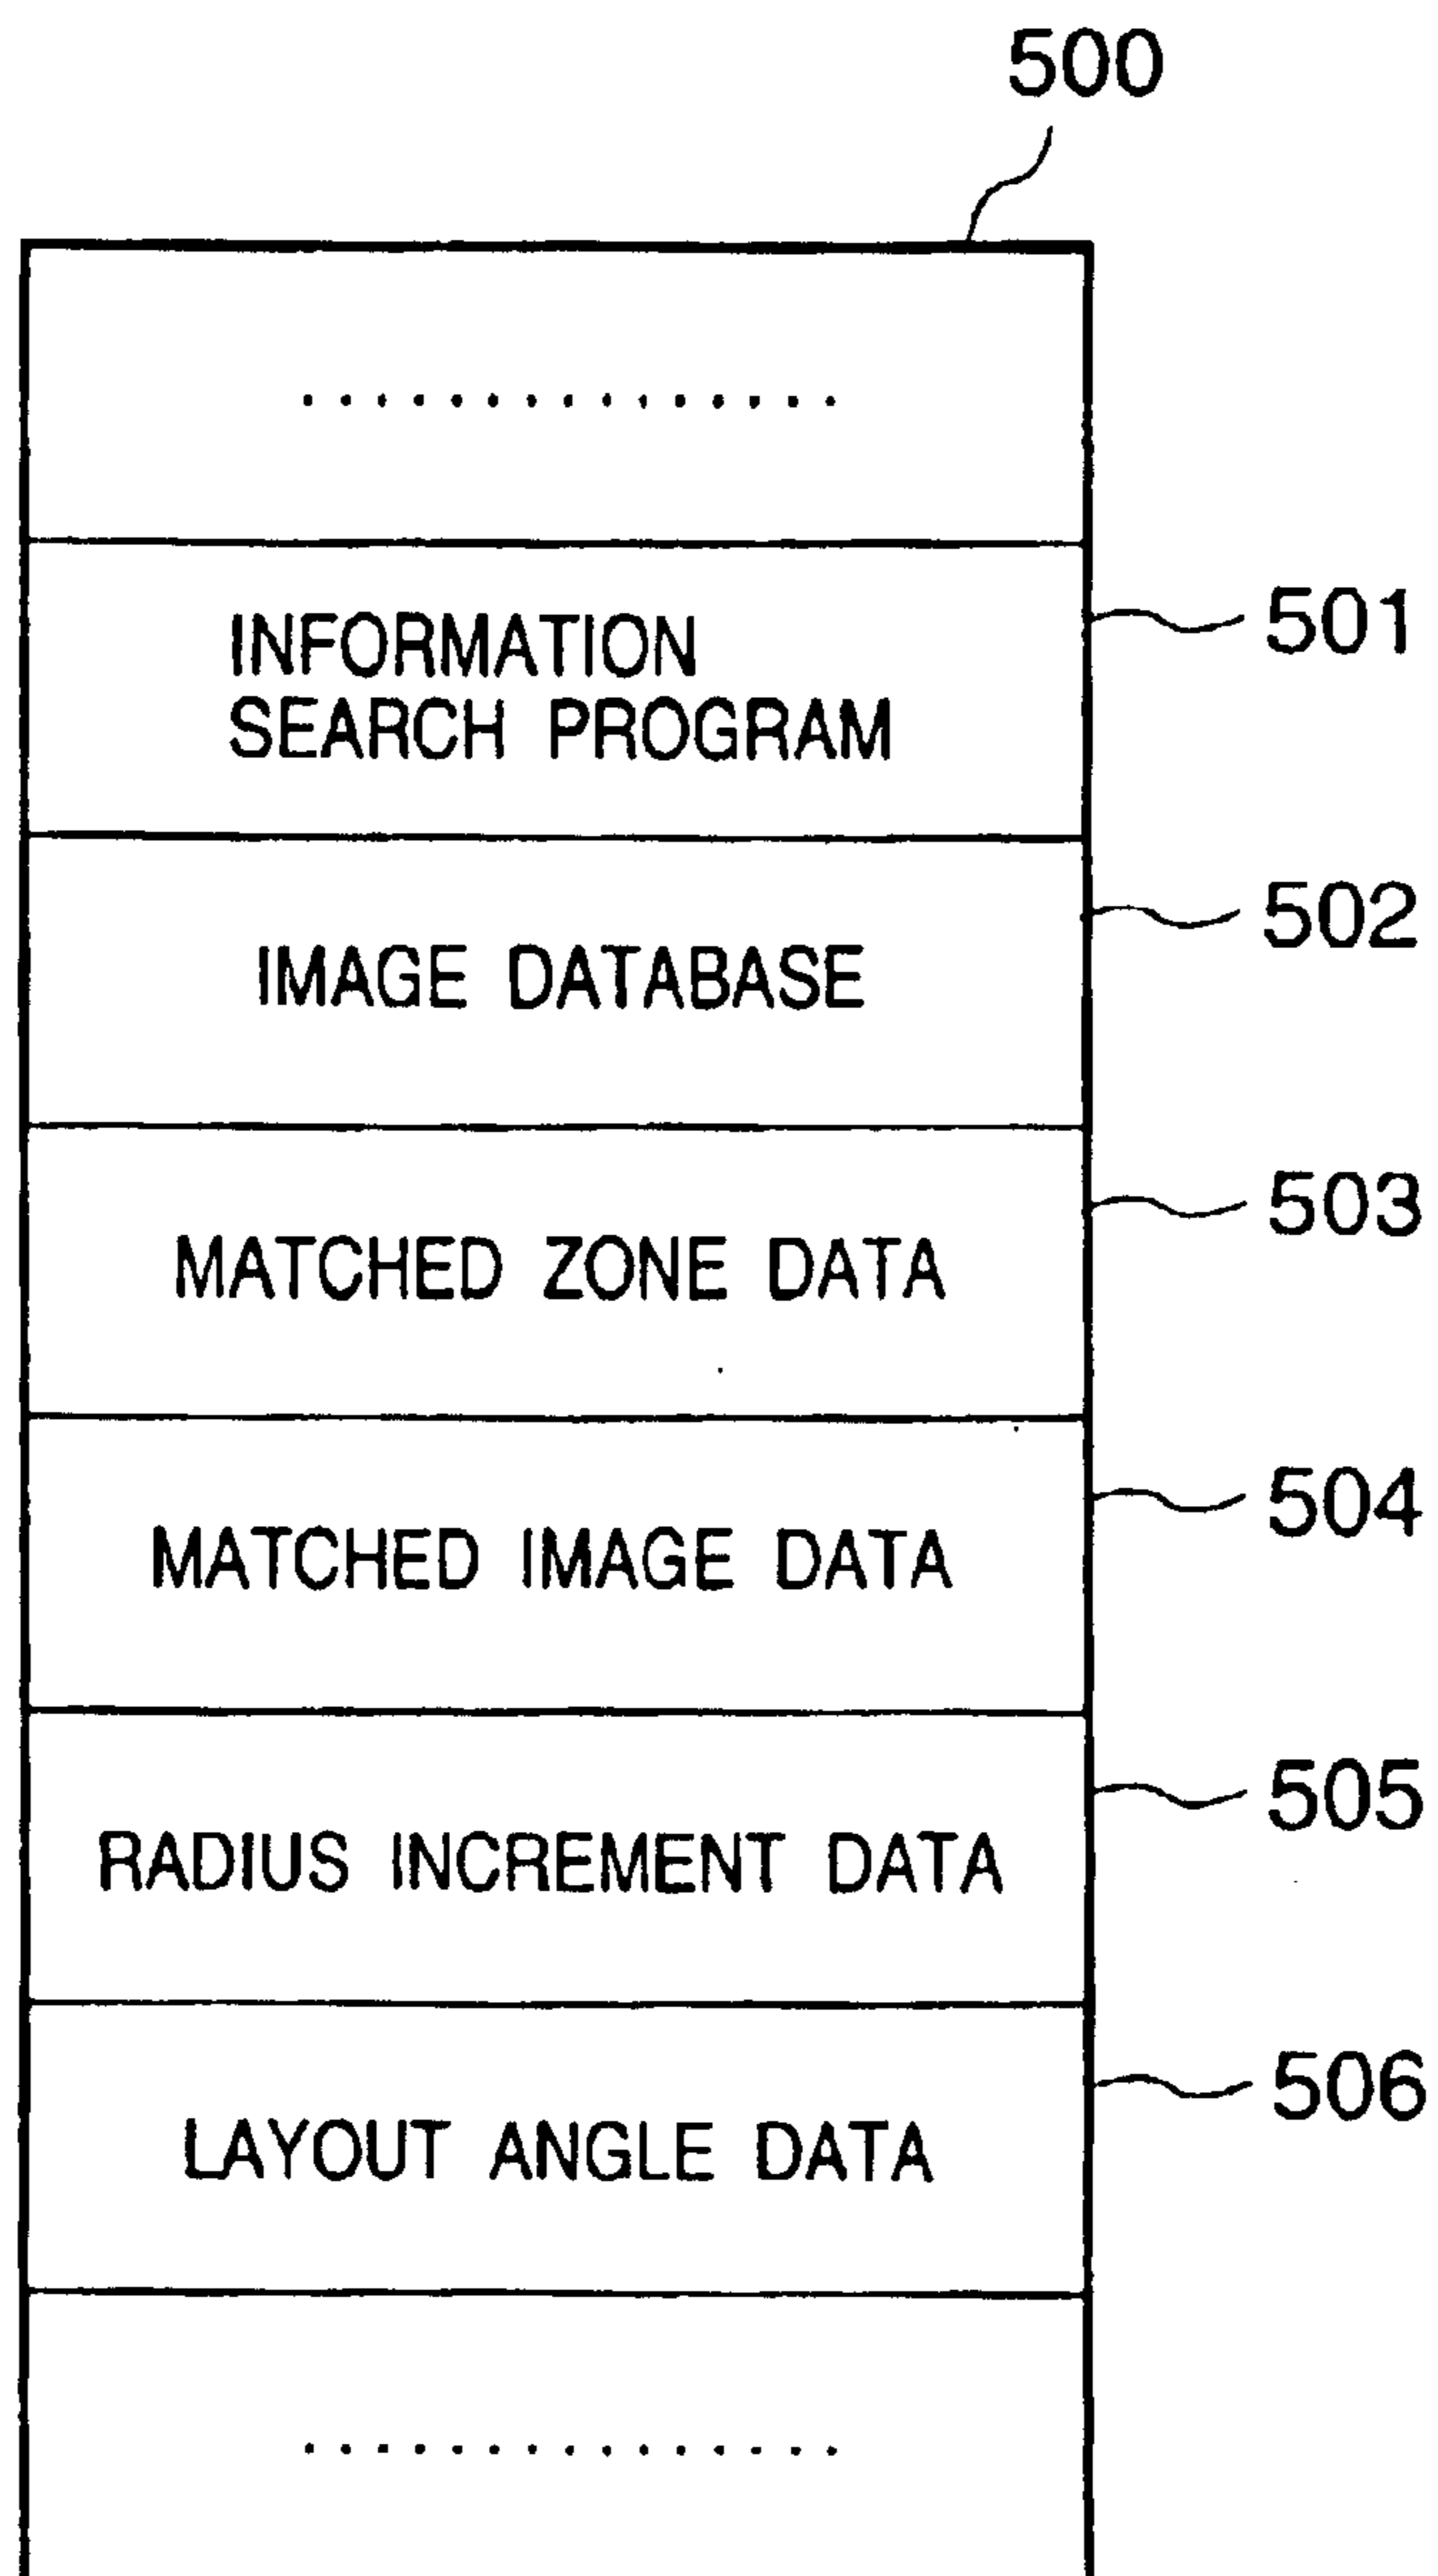 500
...............
INFORMATION
SEARCH PROGRAM
501
IMAGE DATABASE
502
MATCHED ZONE DATA
503
MATCHED IMAGE DATA
504
RADIUS INCREMENT DATA
505
LAYOUT ANGLE DATA
506
...............